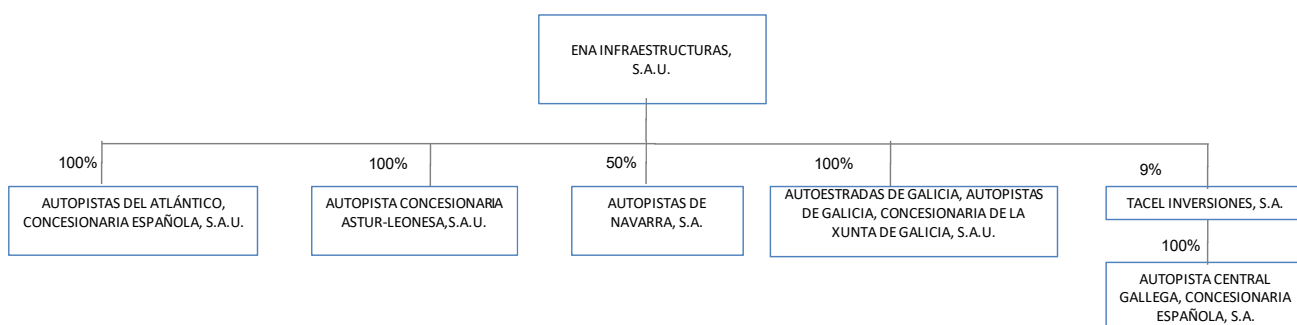 ENA INFRAESTRUCTURAS,
S.A.U.
100%
100%
50%
100%
9%
AUTOPISTAS DEL ATLÁNTICO,
CONCESIONARIA ESPAÑOLA, S.A.U.
AUTOPISTA CONCESIONARIA
ASTUR-LEONESA,S.A.U.
AUTOPISTAS DE
NAVARRA, S.A.
AUTOESTRADAS DE GALICIA, AUTOPISTAS
DE GALICIA, CONCESIONARIA DE LA
XUNTA DE GALICIA, S.A.U.
TACEL INVERSIONES, S.A.
100%
AUTOPISTA CENTRAL
GALLEGA, CONCESIONARIA
ESPAÑOLA, S.A.